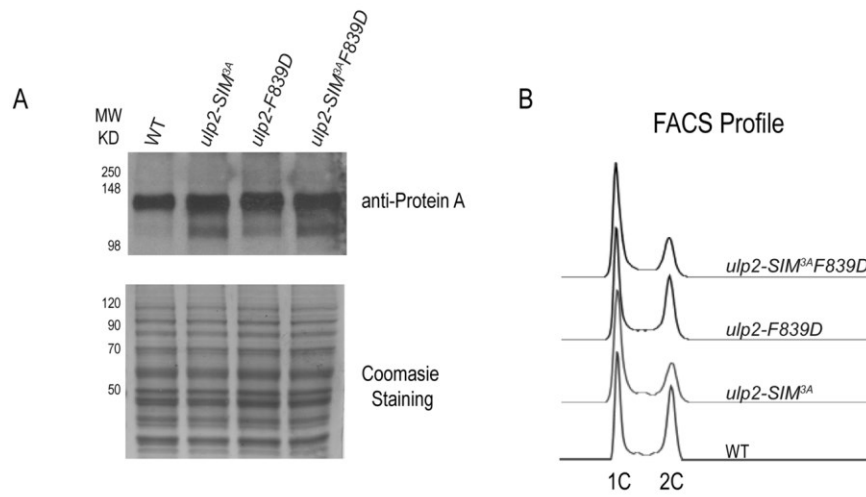 A
MW
KD
WT
ulp2-SIM3A
ulp2-F839D
ulp2-SIM3AF839D
250
148
98
anti-Protein A
120
90
70
50
Coomasie
Staining
B
FACS Profile
ulp2-SIM3AF839D
ulp2-F839D
ulp2-SIM3A
WT
1C
2C